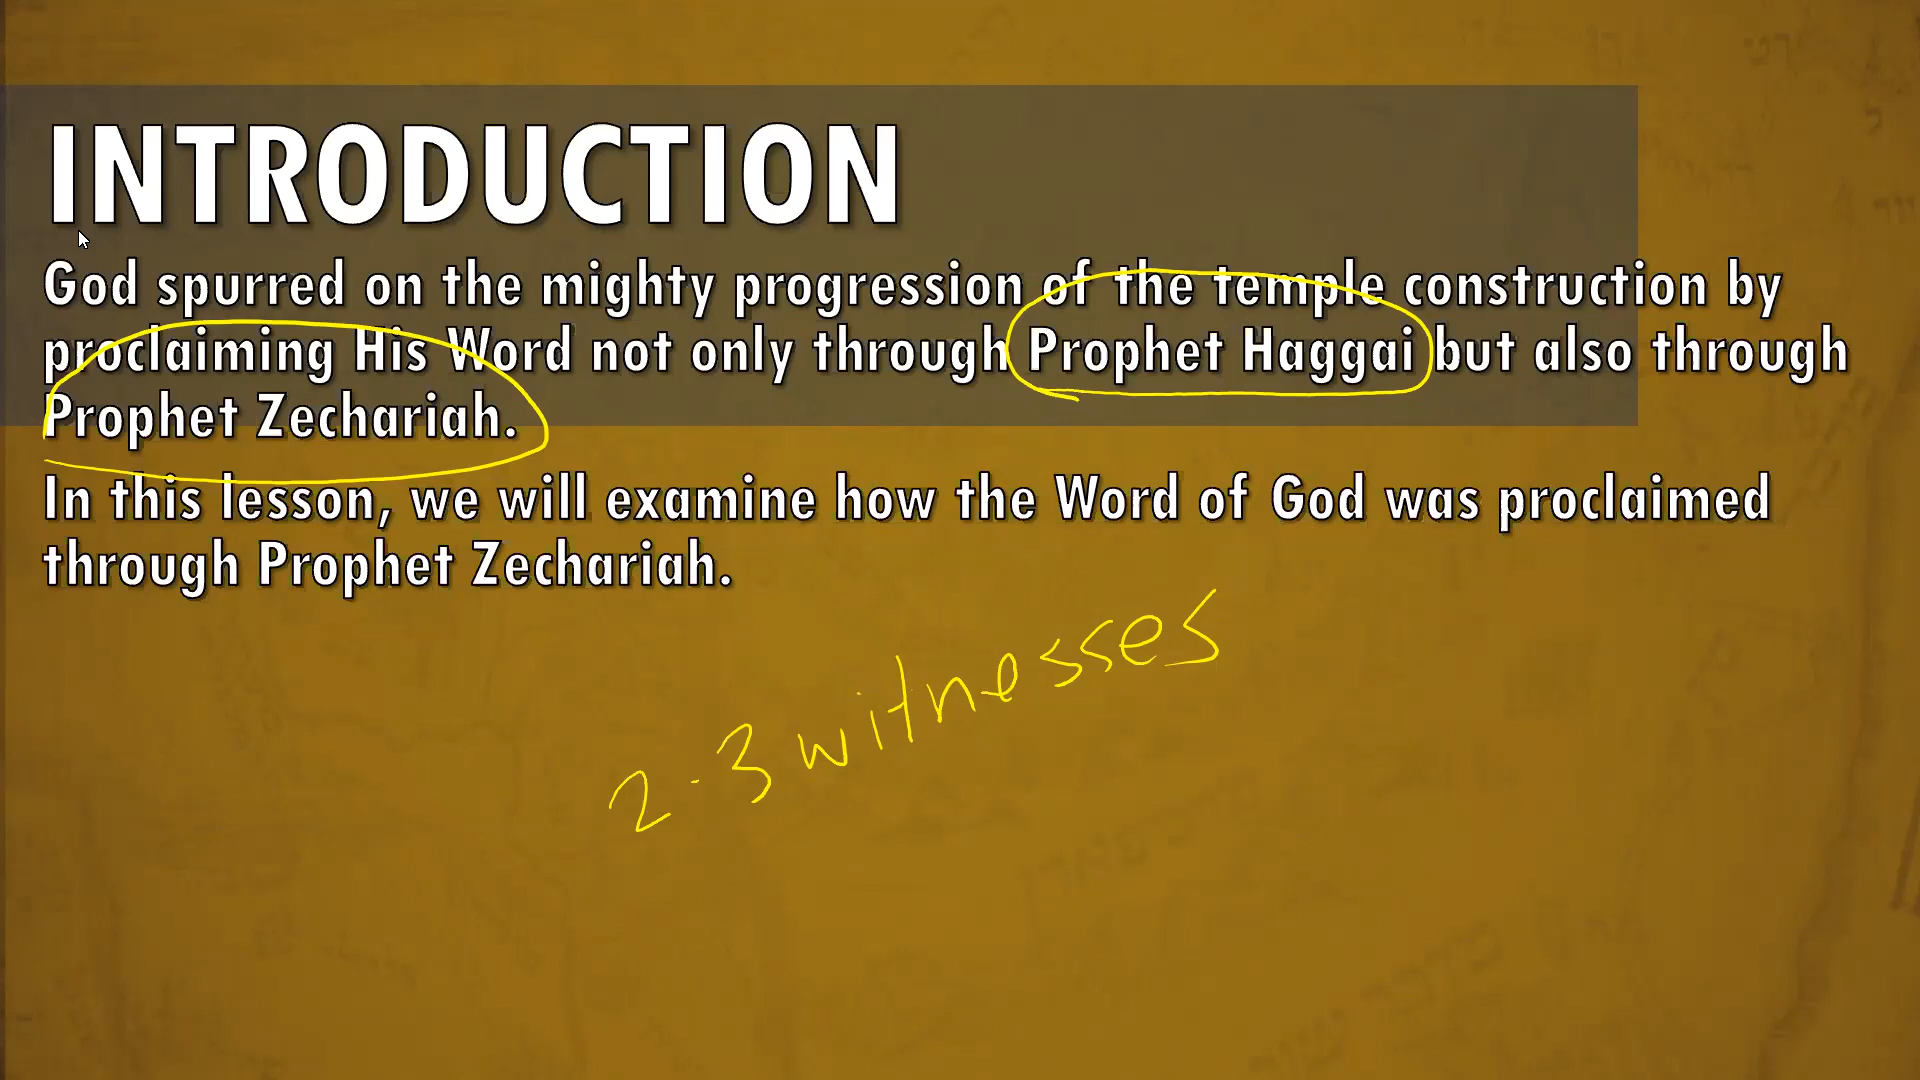 INTRODUCTION
God spurred on the mighty progression of the temple construction by
proclaiming His Word not only through Prophet Haggai but also through
Prophet Zechariah.
In this lesson, we will examine how the Word of God was proclaimed
through Prophet Zechariah.
2-3 witnesses